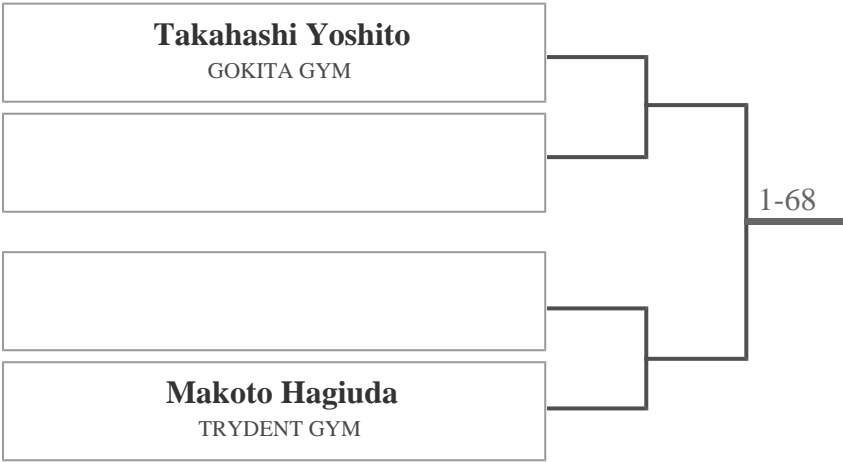 Takahashi Yoshito
GOKITA GYM
1-68
Makoto Hagiuda
TRYDENT GYM